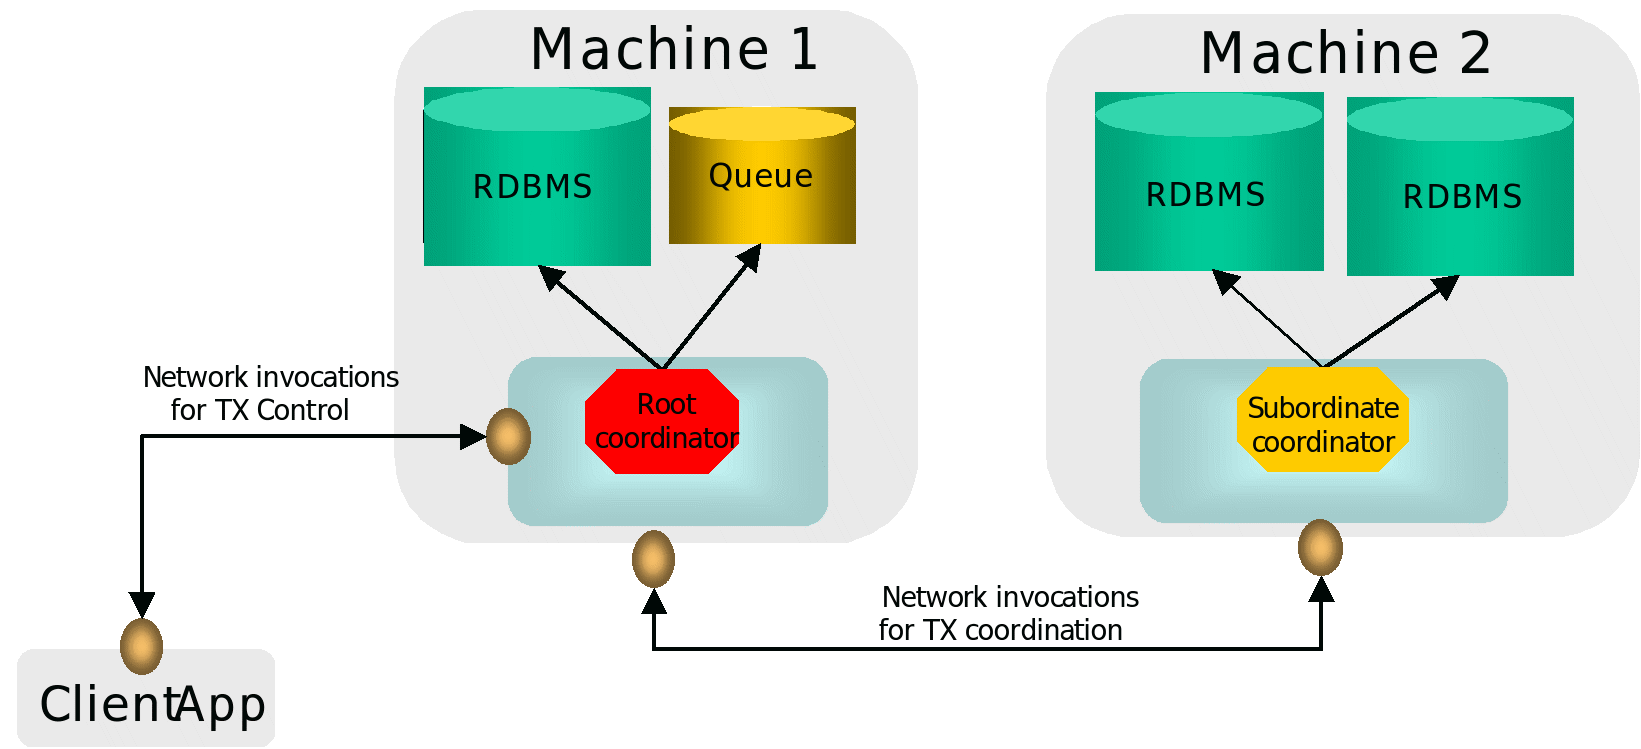 Machine 1
Machine 2
RDBMS
Queue
RDBMS
RDBMS
Network invocations
for TX Control
Root
coordinator
Subordinate
coordinator
Network invocations
for TX coordination
ClientApp